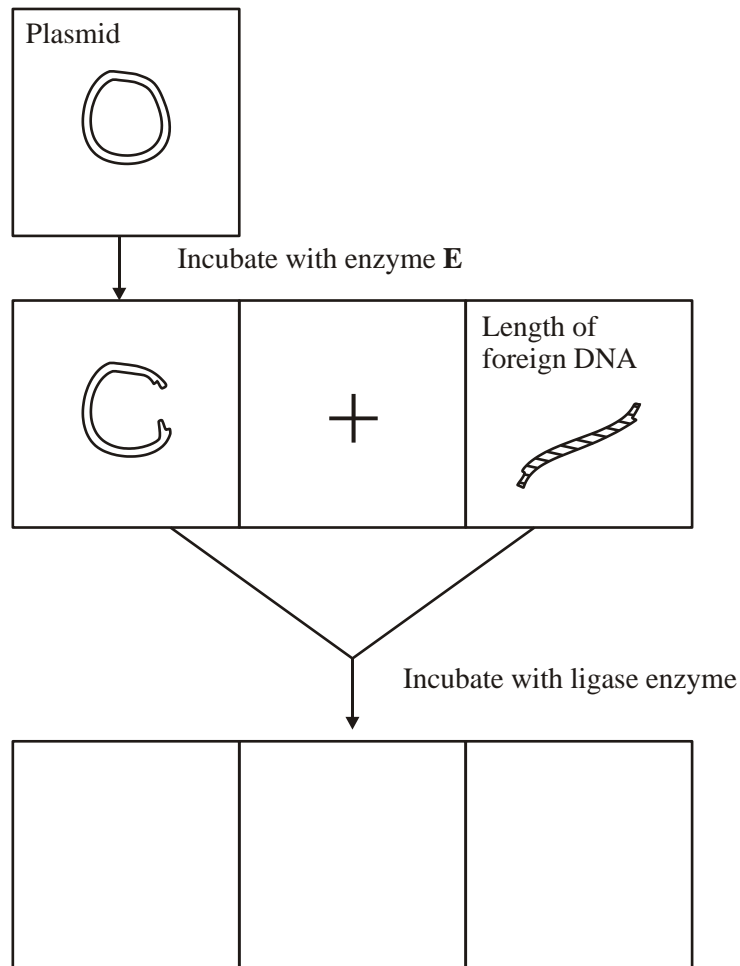 Plasmid
Incubate with enzyme E
Length of
foreign DNA
Incubate with ligase enzyme